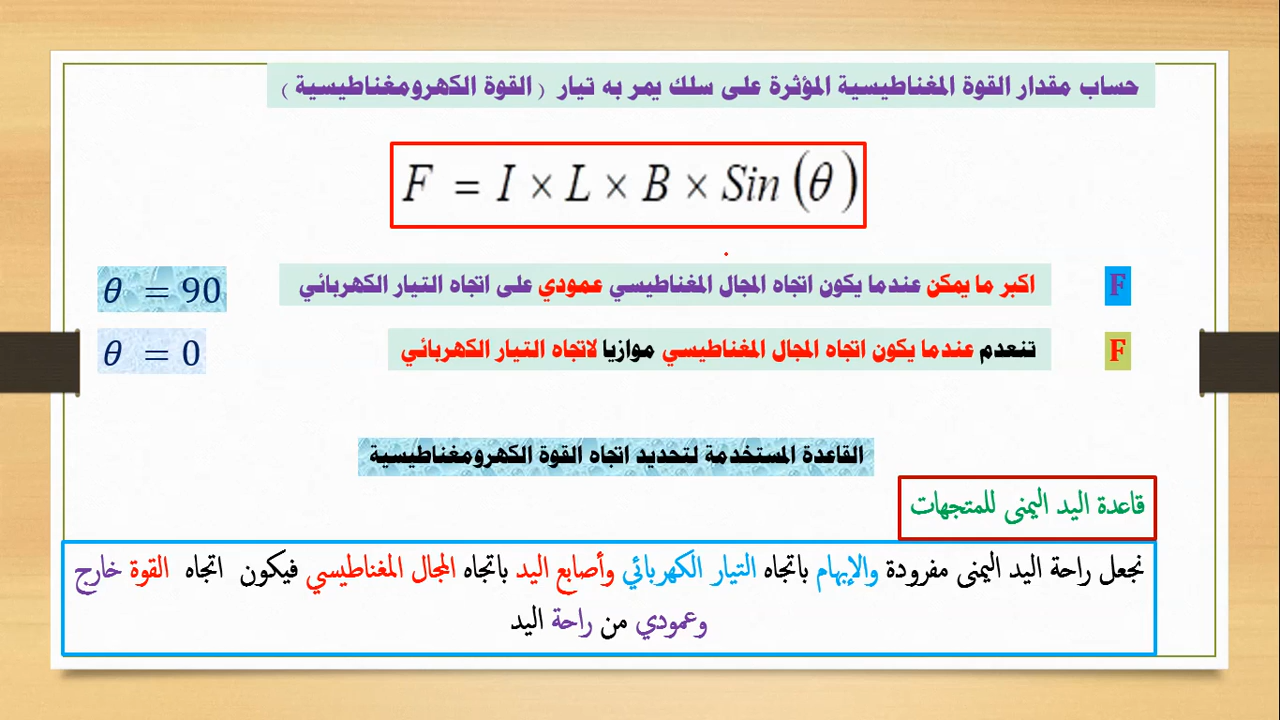 حساب مقدار القوة المغناطيسية المؤثرة على سلك يمر به تيار ( القوة الكهرومغناطيسية )
F = I × L × B × Sin (θ)
F اكبر ما يمكن عندما يكون اتجاه المجال المغناطيسي عمودي على اتجاه التيار الكهربائي θ = 90
F تنعدم عندما يكون اتجاه المجال المغناطيسي موازيا لاتجاه التيار الكهربائي θ = 0
القاعدة المستخدمة لتحديد اتجاه القوة الكهرومغناطيسية
قاعدة اليد اليمنى للمتجهات
نجعل راحة اليد اليمنى مفرودة والإبهام باتجاه التيار الكهربائي وأصابع اليد باتجاه المجال المغناطيسي فيكون اتجاه القوة خارج
وعمودي من راحة اليد